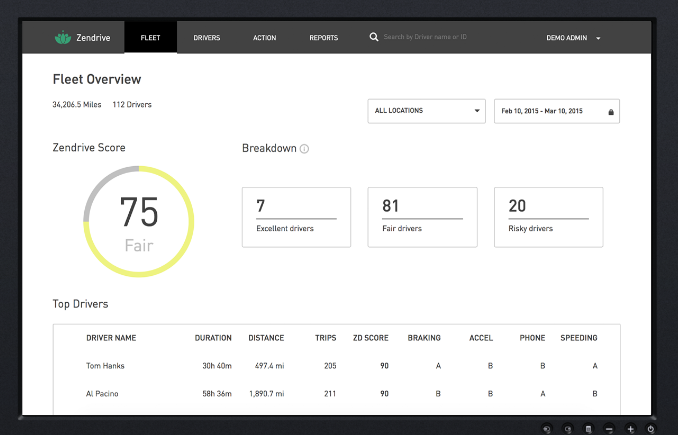 Zendrive FLEET DRIVERS ACTION REPORTS Search by Driver name or ID DEMO ADMIN
Fleet Overview
34,206.5 Miles 112 Drivers
ALL LOCATIONS Feb 10, 2015 - Mar 10, 2015
Zendrive Score Breakdown
75
Fair
7 81 20
Excellent drivers Fair drivers Risky drivers
Top Drivers
DRIVER NAME DURATION DISTANCE TRIPS ZD SCORE BRAKING ACCEL PHONE SPEEDING
Tom Hanks 30h 40m 497.4 mi 205 90 A B B A
Al Pacino 58h 36m 1,890.7 mi 211 90 B B A B